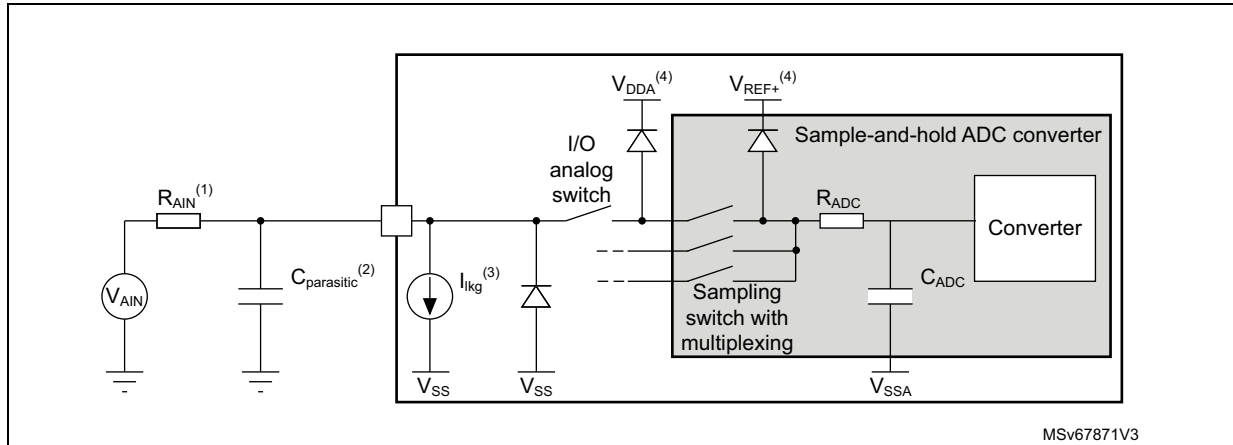 V_DDA^(4)
V_REF+^(4)
Sample-and-hold ADC converter
I/O
analog
switch
R_AIN^(1)
R_ADC
Converter
V_AIN
C_parasitic^(2)
I_lkg^(3)
C_ADC
Sampling
switch with
multiplexing
V_SS
V_SS
V_SSA
MSv67871V3